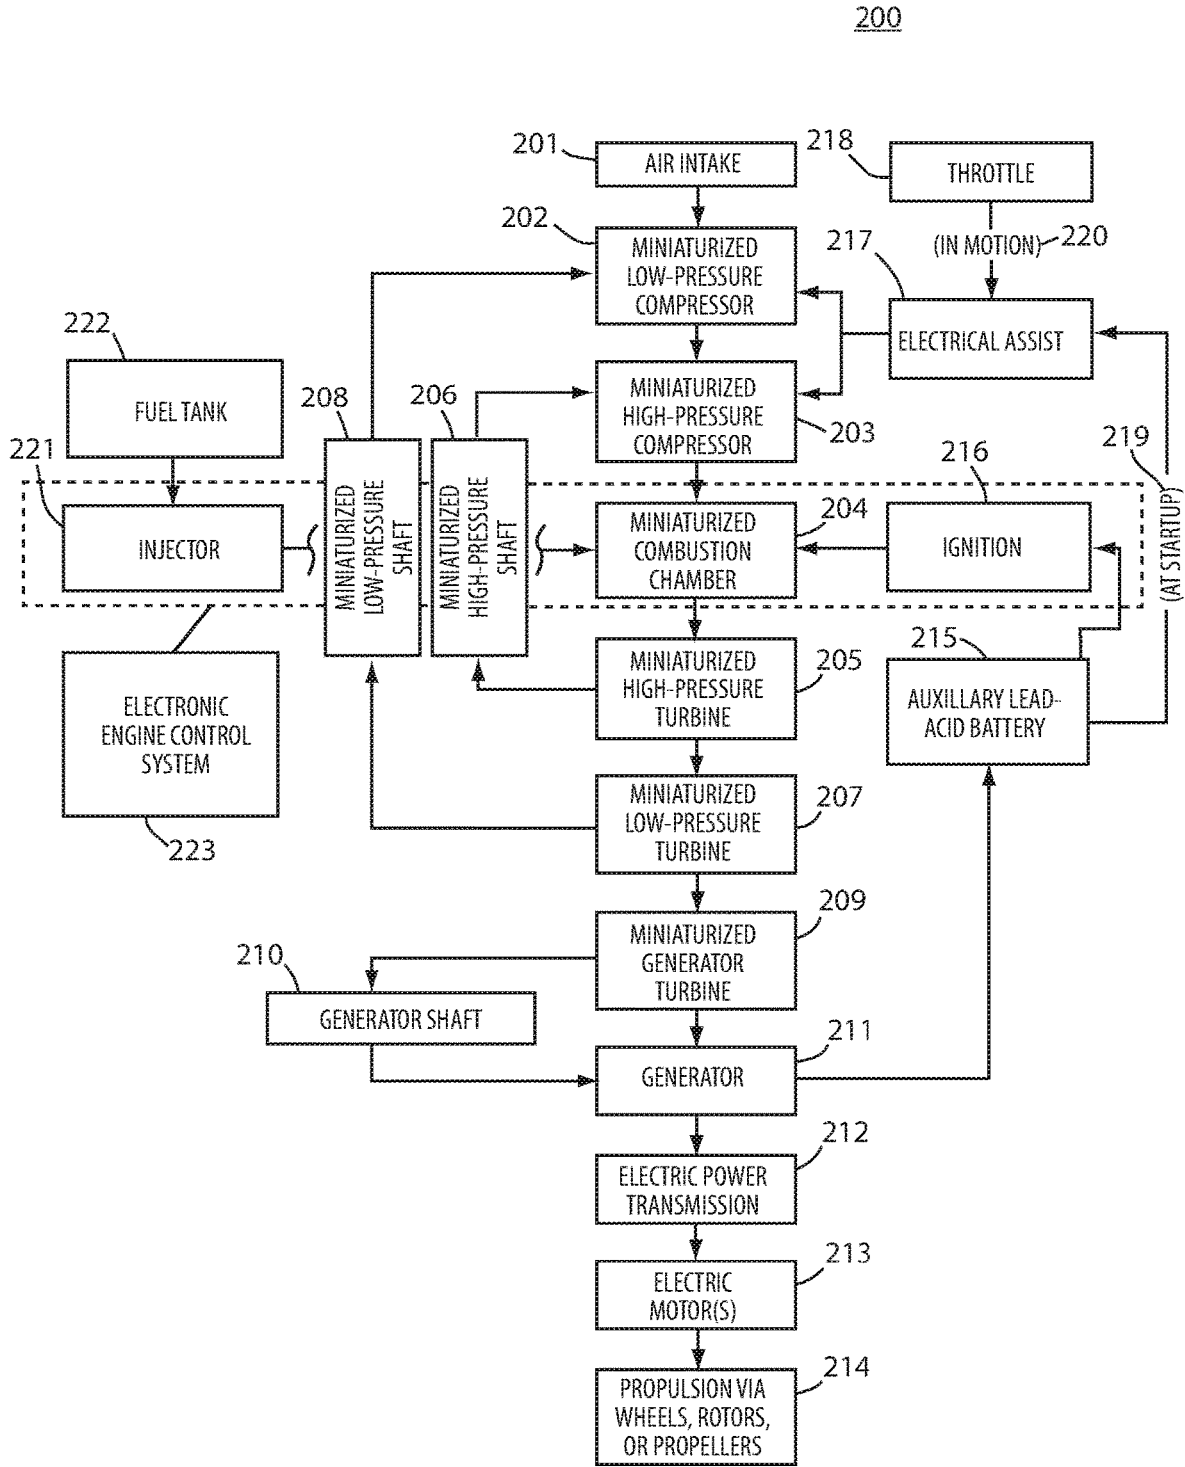 200
201
AIR INTAKE
218
THROTTLE
202
MINIATURIZED
LOW-PRESSURE
COMPRESSOR
217
(IN MOTION)
220
ELECTRICAL ASSIST
222
FUEL TANK
208
206
MINIATURIZED
HIGH-PRESSURE
COMPRESSOR
203
219
(AT STARTUP)
221
INJECTOR
MINIATURIZED
LOW-PRESSURE
SHAFT
MINIATURIZED
HIGH-PRESSURE
SHAFT
MINIATURIZED
COMBUSTION
CHAMBER
204
216
IGNITION
ELECTRONIC
ENGINE CONTROL
SYSTEM
223
MINIATURIZED
HIGH-PRESSURE
TURBINE
205
215
AUXILLARY LEAD-
ACID BATTERY
MINIATURIZED
LOW-PRESSURE
TURBINE
207
209
MINIATURIZED
GENERATOR
TURBINE
210
GENERATOR SHAFT
211
GENERATOR
212
ELECTRIC POWER
TRANSMISSION
213
ELECTRIC
MOTOR(S)
214
PROPULSION VIA
WHEELS, ROTORS,
OR PROPELLERS